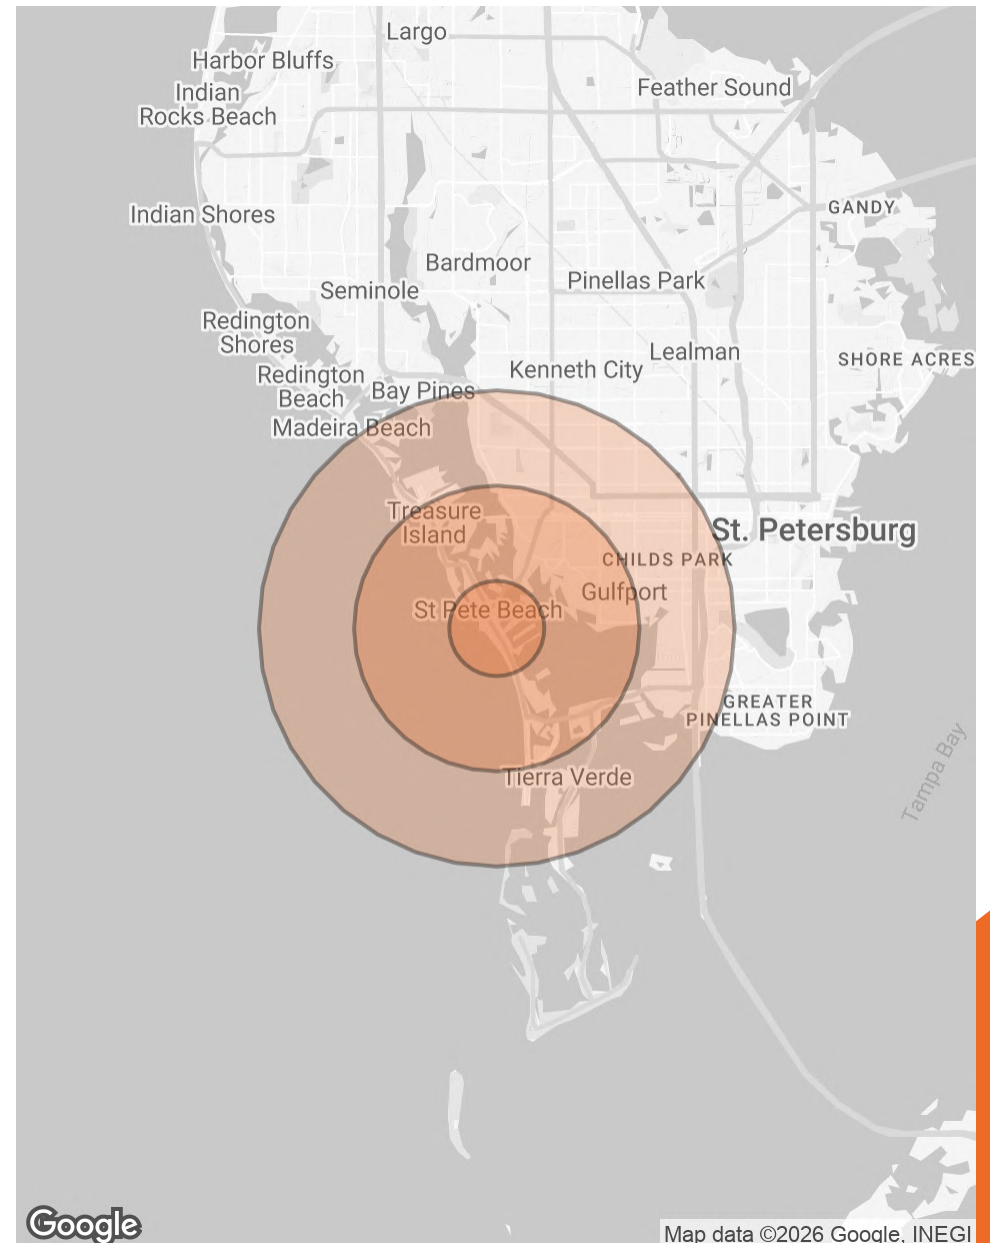 Largo
Harbor Bluffs
Feather Sound
Indian
Rocks Beach
GANDY
Indian Shores
Bardmoor
Pinellas Park
Seminole
Redington
Shores
Lealman
SHORE ACRES
Kenneth City
Redington
Beach
Bay Pines
Madeira Beach
Treasure
Island
St. Petersburg
CHILDS PARK
Gulfport
St Pete Beach
GREATER
PINELLAS POINT
Tierra Verde
Tampa Bay
Google
Map data ©2026 Google, INEGI